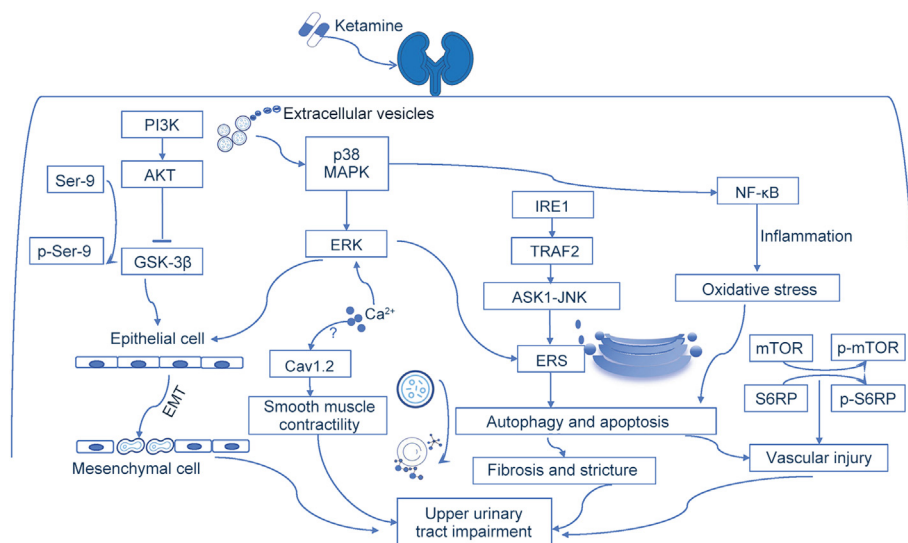 Ketamine
Extracellular vesicles
PI3K
p38
MAPK
AKT
Ser-9
NF-κB
IRE1
ERK
TRAF2
Inflammation
p-Ser-9
GSK-3β
ASK1-JNK
Oxidative stress
Ca²⁺
?
Epithelial cell
Cav1.2
ERS
mTOR
p-mTOR
EMT
S6RP
p-S6RP
Smooth muscle
contractility
Autophagy and apoptosis
Mesenchymal cell
Fibrosis and stricture
Vascular injury
Upper urinary
tract impairment